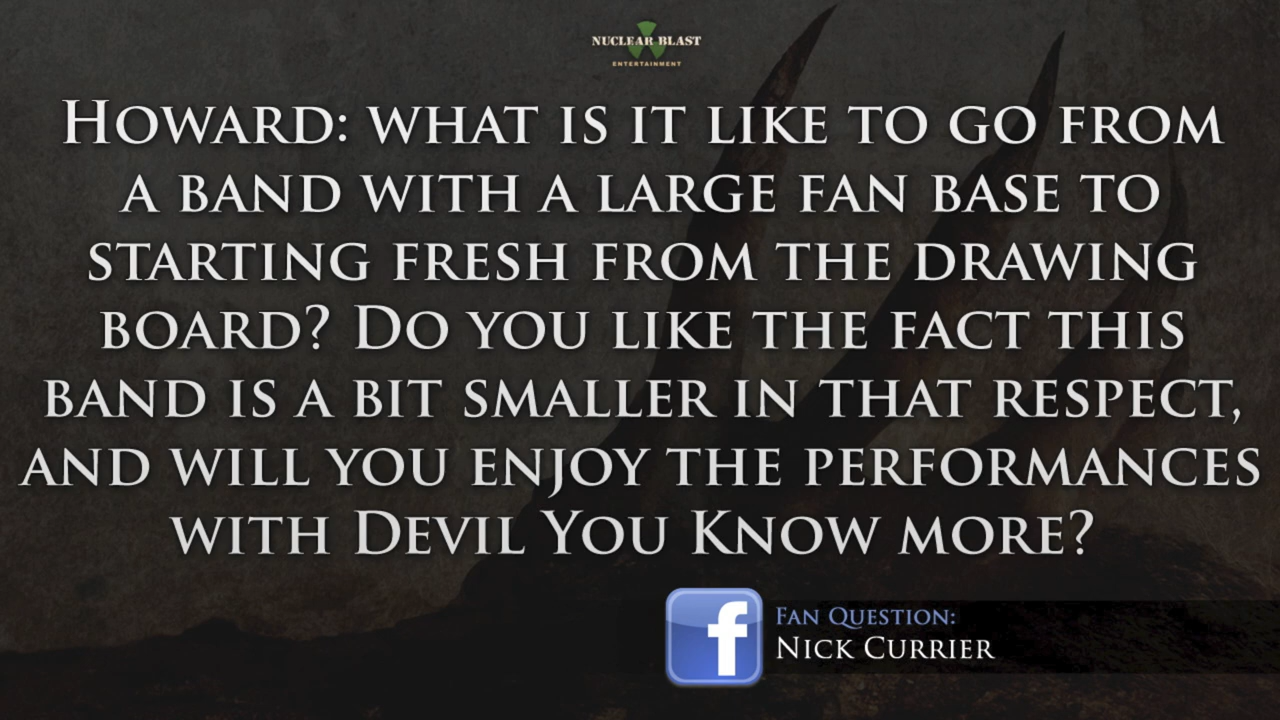 NUCLEAR BLAST
ENTERTAINMENT
HOWARD: WHAT IS IT LIKE TO GO FROM
A BAND WITH A LARGE FAN BASE TO
STARTING FRESH FROM THE DRAWING
BOARD? DO YOU LIKE THE FACT THIS
BAND IS A BIT SMALLER IN THAT RESPECT,
AND WILL YOU ENJOY THE PERFORMANCES
WITH DEVIL YOU KNOW MORE?
f
FAN QUESTION:
NICK CURRIER